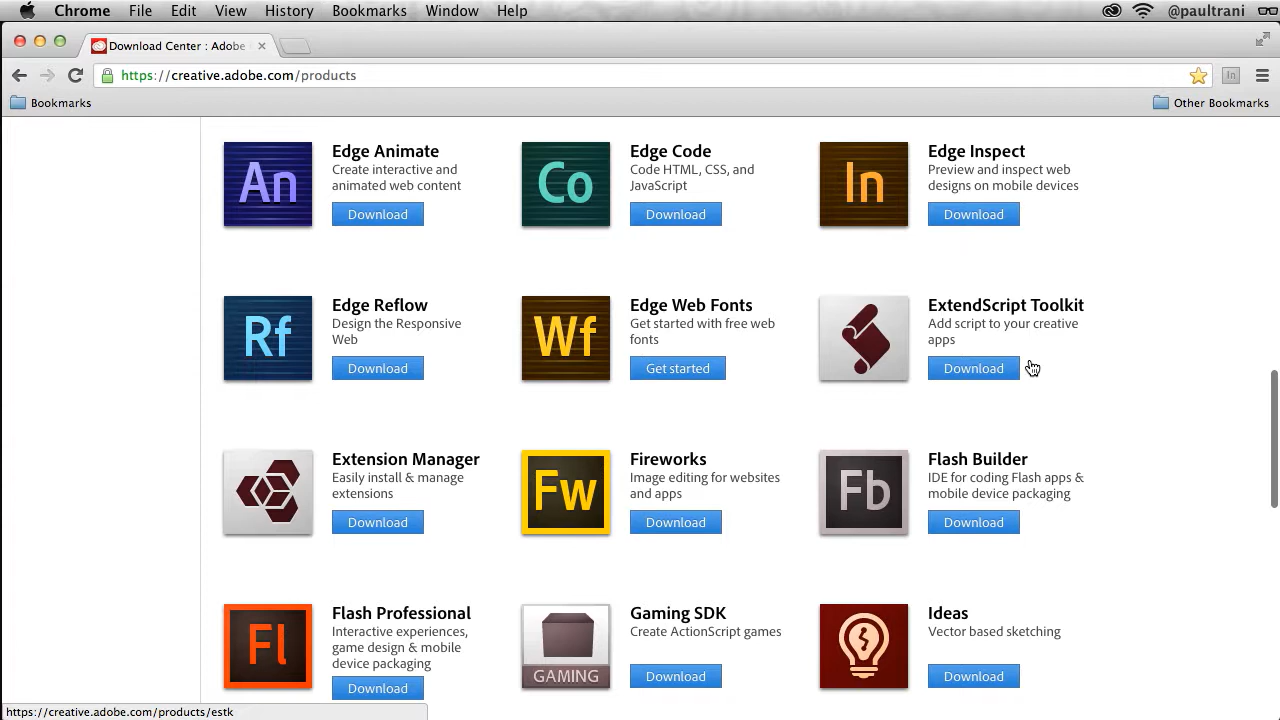 Chrome File Edit View History Bookmarks Window Help @paultrani
Download Center : Adobe
https://creative.adobe.com/products In
Bookmarks Other Bookmarks
An
Edge Animate
Create interactive and
animated web content
Download
Co
Edge Code
Code HTML, CSS, and
JavaScript
Download
In
Edge Inspect
Preview and inspect web
designs on mobile devices
Download
Rf
Edge Reflow
Design the Responsive
Web
Download
Wf
Edge Web Fonts
Get started with free web
fonts
Get started
ExtendScript Toolkit
Add script to your creative
apps
Download
Extension Manager
Easily install & manage
extensions
Download
Fw
Fireworks
Image editing for websites
and apps
Download
Fb
Flash Builder
IDE for coding Flash apps &
mobile device packaging
Download
Fl
Flash Professional
Interactive experiences,
game design & mobile
device packaging
Download
GAMING
Gaming SDK
Create ActionScript games
Download
Ideas
Vector based sketching
Download
https://creative.adobe.com/products/estk